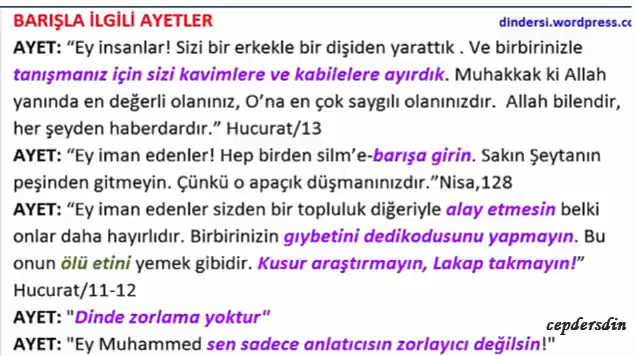 BARIŞLA İLGİLİ AYETLER
dindersi.wordpress.co
AYET: “Ey insanlar! Sizi bir erkekle bir dişiden yarattık . Ve birbirinizle
tanışmanız için sizi kavimlere ve kabilelere ayırdık. Muhakkak ki Allah
yanında en değerli olanınız, O’na en çok saygılı olanınızdır. Allah bilendir,
her şeyden haberdardır.” Hucurat/13
AYET: “Ey iman edenler! Hep birden silm’e-barışa girin. Sakın Şeytanın
peşinden gitmeyin. Çünkü o apaçık düşmanınızdır.”Nisa,128
AYET: “Ey iman edenler sizden bir topluluk diğeriyle alay etmesin belki
onlar daha hayırlıdır. Birbirinizin gıybetini dedikodusunu yapmayın. Bu
onun ölü etini yemek gibidir. Kusur araştırmayın, Lakap takmayın!”
Hucurat/11-12
AYET: "Dinde zorlama yoktur"
cepdersdin
AYET: "Ey Muhammed sen sadece anlatıcısın zorlayıcı değilsin!"